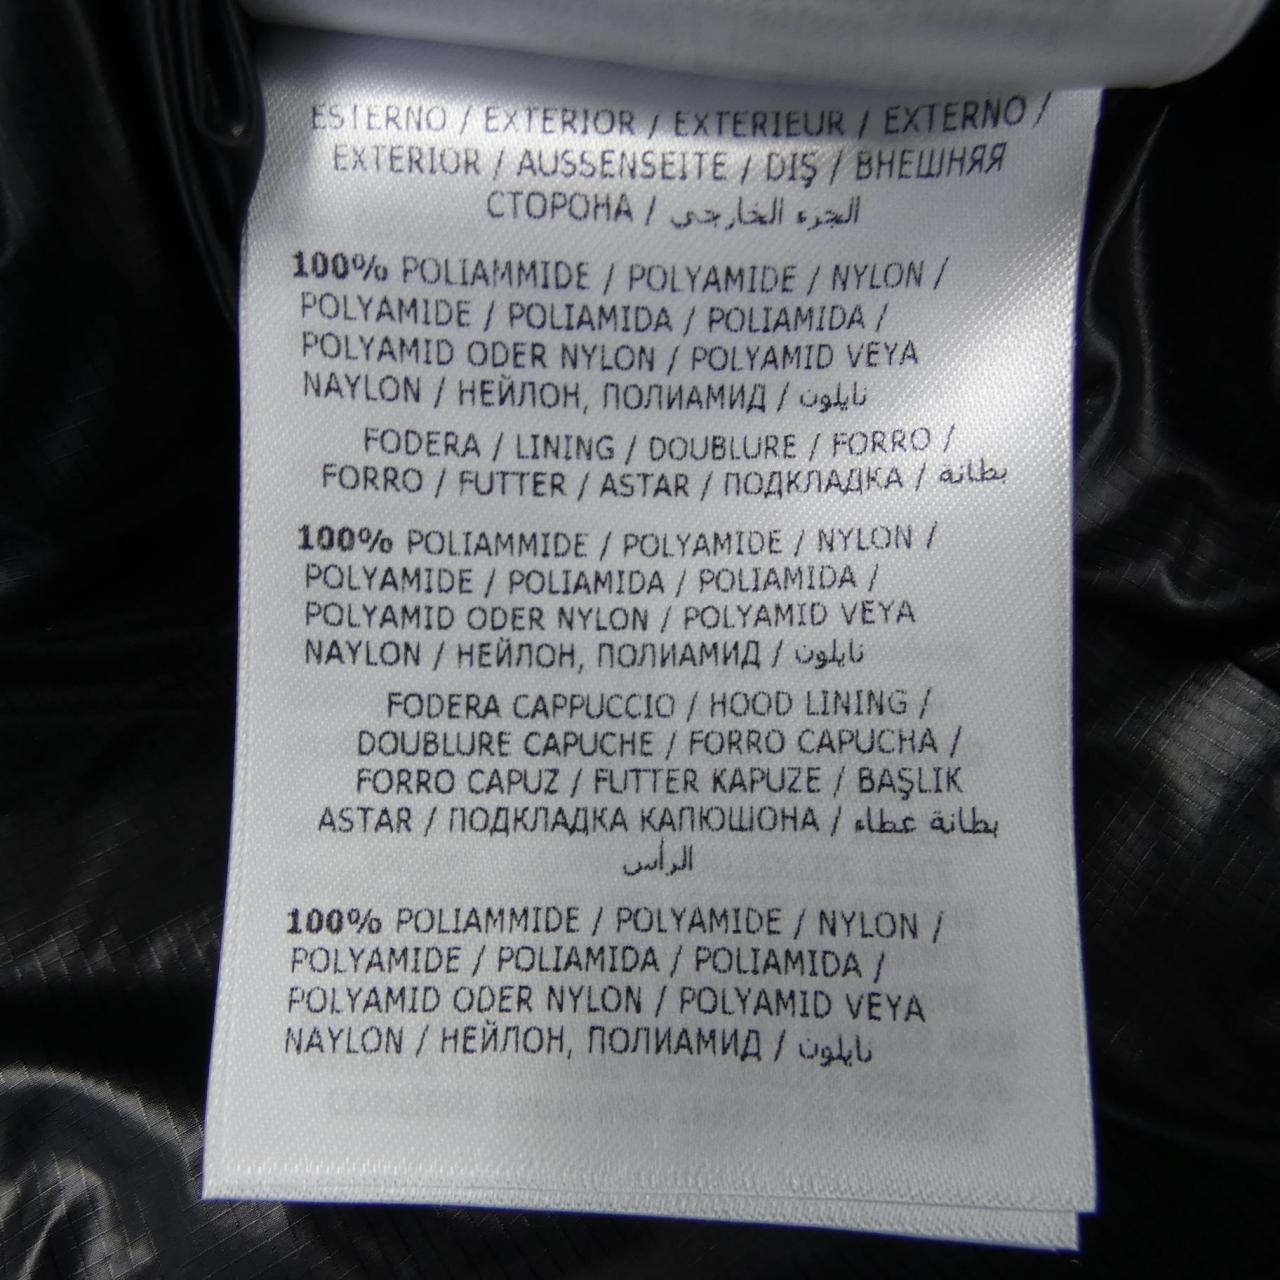 ESTERNO / EXTERIOR / EXTERIEUR / EXTERNO /
EXTERIOR / AUSSENSEITE / DIŞ / ВНЕШНЯЯ
СТОРОНА / الجزء الخارجي
100% POLIAMMIDE / POLYAMIDE / NYLON /
POLYAMIDE / POLIAMIDA / POLIAMIDA /
POLYAMID ODER NYLON / POLYAMID VEYA
NAYLON / НЕЙЛОН, ПОЛИАМИД / نايلون
FODERA / LINING / DOUBLURE / FORRO /
FORRO / FUTTER / ASTAR / ПОДКЛАДКА / بطانة
100% POLIAMMIDE / POLYAMIDE / NYLON /
POLYAMIDE / POLIAMIDA / POLIAMIDA /
POLYAMID ODER NYLON / POLYAMID VEYA
NAYLON / НЕЙЛОН, ПОЛИАМИД / نايلون
FODERA CAPPUCCIO / HOOD LINING /
DOUBLURE CAPUCHE / FORRO CAPUCHA /
FORRO CAPUZ / FUTTER KAPUZE / BAŞLIK
ASTAR / ПОДКЛАДКА КАПЮШОНА / بطانة غطاء
الرأس
100% POLIAMMIDE / POLYAMIDE / NYLON /
POLYAMIDE / POLIAMIDA / POLIAMIDA /
POLYAMID ODER NYLON / POLYAMID VEYA
NAYLON / НЕЙЛОН, ПОЛИАМИД / نايلون